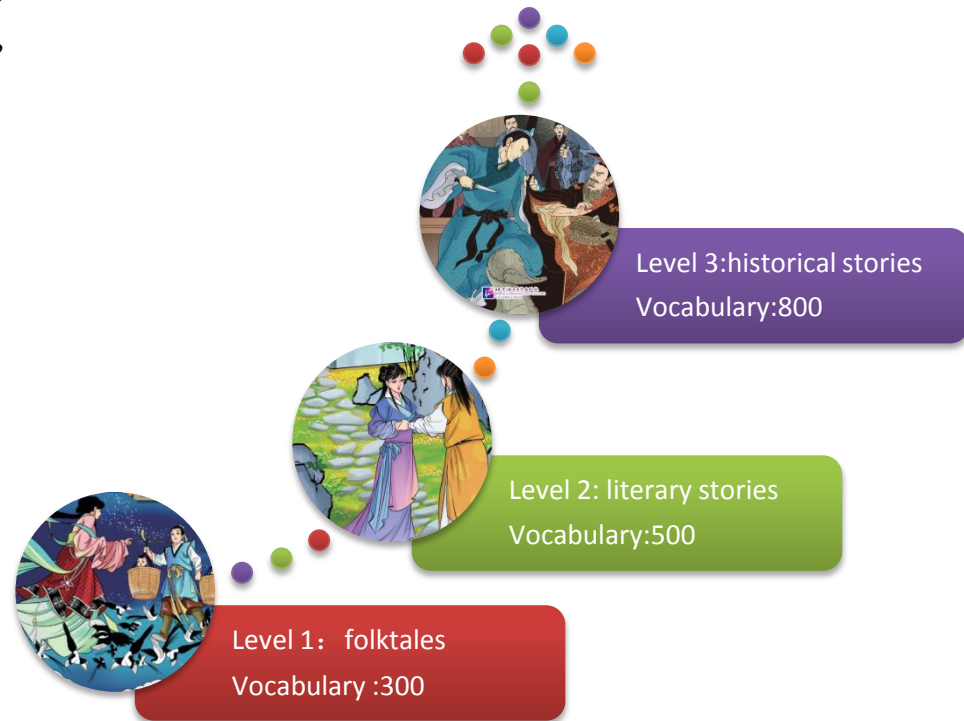 Level 3:historical stories
Vocabulary:800
Level 2: literary stories
Vocabulary:500
Level 1： folktales
Vocabulary :300